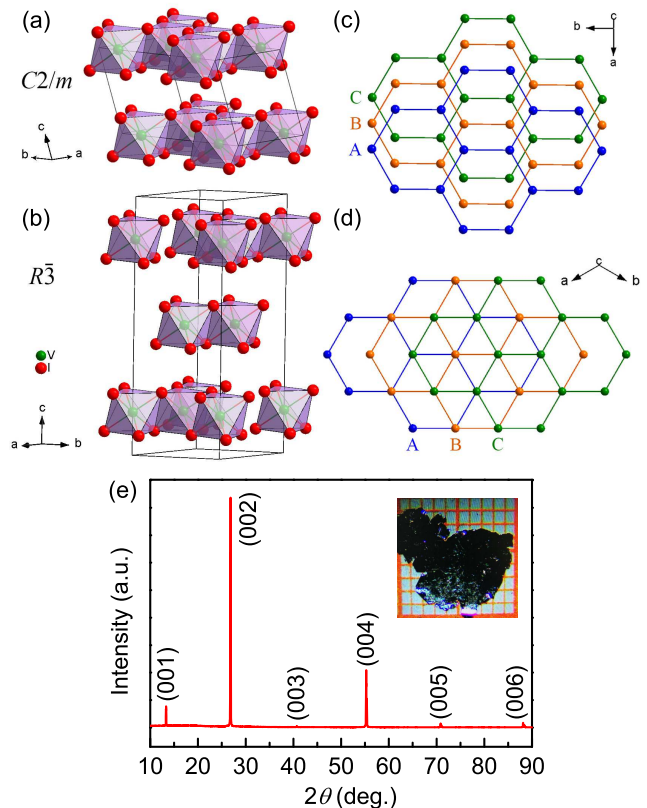 (a)
C2/m
c
b
a
(c)
c
b
a
C
B
A
(b)
R3̄
V
I
c
a
b
(d)
c
a
b
A
B
C
(e)
Intensity (a.u.)
(001)
(002)
(003)
(004)
(005)
(006)
10 20 30 40 50 60 70 80 90
2θ (deg.)